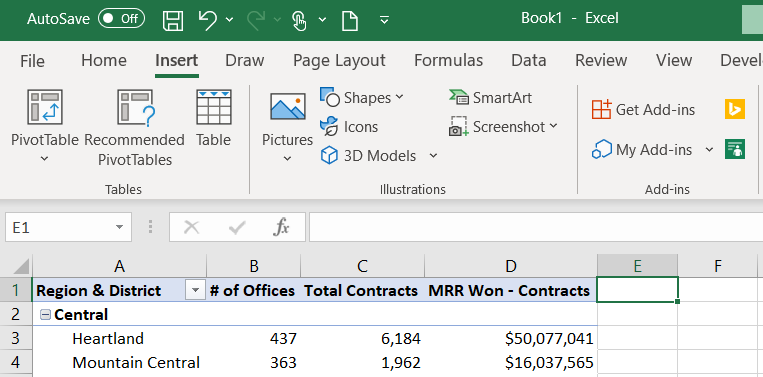 AutoSave Off Book1 - Excel
File Home Insert Draw Page Layout Formulas Data Review View Devel
PivotTable
Recommended
PivotTables
Table
Tables
Pictures
Shapes
Icons
3D Models
SmartArt
Screenshot
Illustrations
Get Add-ins
My Add-ins
Add-ins
E1 fx
A B C D E F
1 Region & District # of Offices Total Contracts MRR Won - Contracts
2 Central
3 Heartland 437 6,184 $50,077,041
4 Mountain Central 363 1,962 $16,037,565